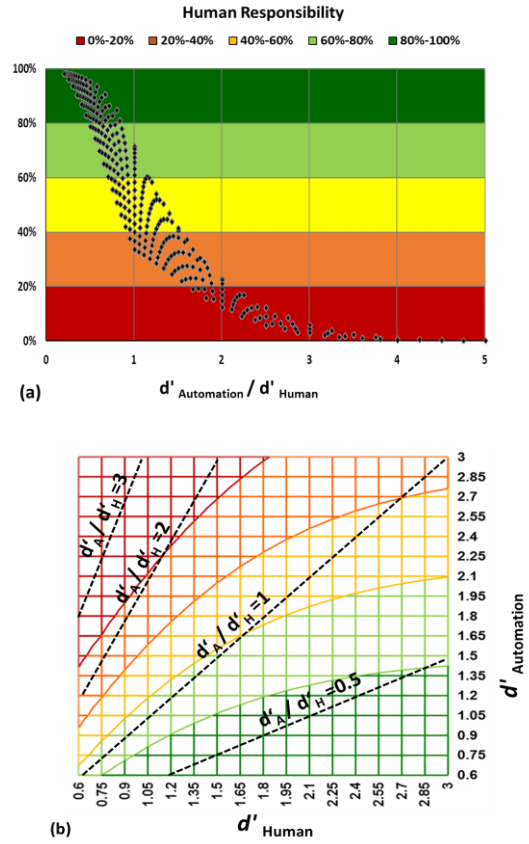 Human Responsibility
0%-20% 20%-40% 40%-60% 60%-80% 80%-100%
100%
80%
60%
40%
20%
0%
0 1 2 3 4 5
(a) d' Automation / d' Human
d'A / d'H=3
d'A / d'H=2
d'A / d'H=1
d'A / d'H=0.5
3
2.85
2.7
2.55
2.4
2.25
2.1
1.95
1.8
1.65
1.5
1.35
1.2
1.05
0.9
0.75
0.6
d' Automation
0.6 0.75 0.9 1.05 1.2 1.35 1.5 1.65 1.8 1.95 2.1 2.25 2.4 2.55 2.7 2.85 3
(b) d' Human